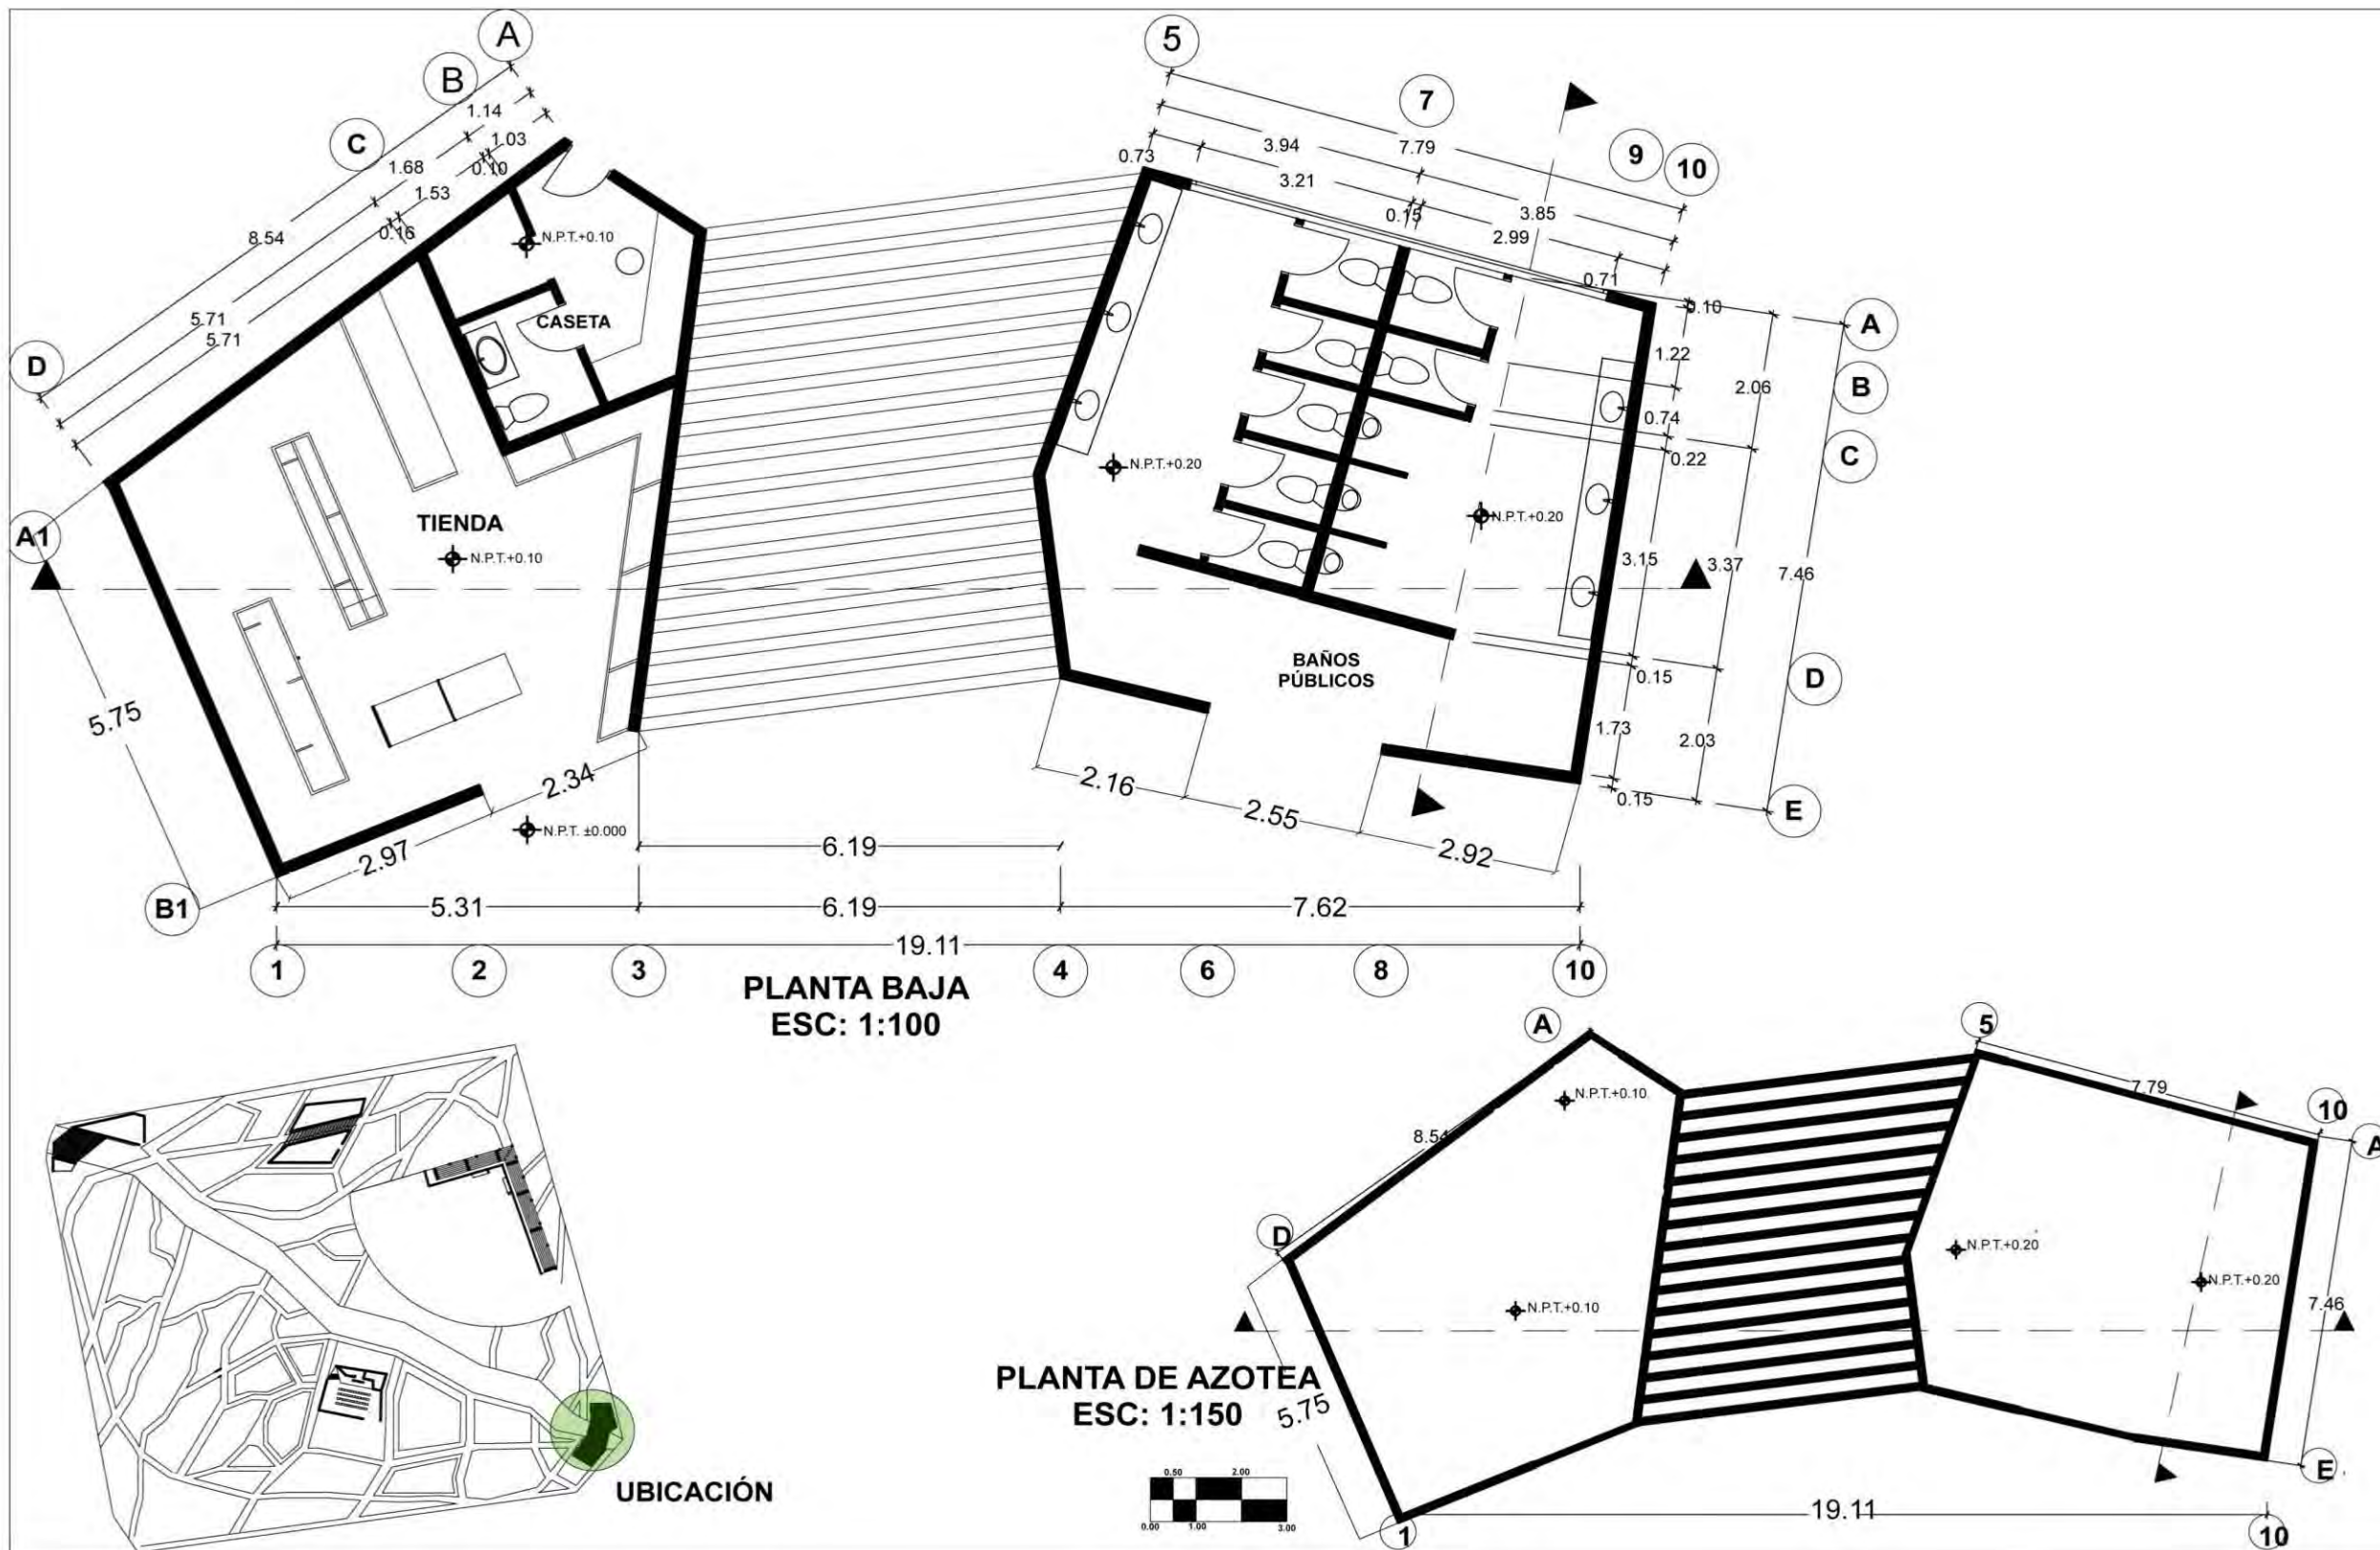 A
5
B
7
C
1.14
1.03
0.10
1.68
1.53
0.16
8.54
5.71
5.71
D
3.94
7.79
0.73
3.21
0.15
3.85
2.99
0.71
9
10
0.10
A
1.22
2.06
B
0.74
C
0.22
3.15
3.37
7.46
0.15
D
1.73
2.03
0.15
E
N.P.T.+0.10
CASETA
TIENDA
N.P.T.+0.10
N.P.T.+0.20
N.P.T.+0.20
BAÑOS
PÚBLICOS
A1
5.75
B1
2.34
2.97
N.P.T. ±0.000
2.16
2.55
2.92
6.19
5.31
6.19
7.62
19.11
1
2
3
4
6
8
10
PLANTA BAJA
ESC: 1:100
UBICACIÓN
A
5
7.79
10
A
N.P.T.+0.10
8.54
D
N.P.T.+0.20
N.P.T.+0.20
N.P.T.+0.10
7.46
PLANTA DE AZOTEA
ESC: 1:150
5.75
E
19.11
1
10
0.50
2.00
0.00
1.00
3.00